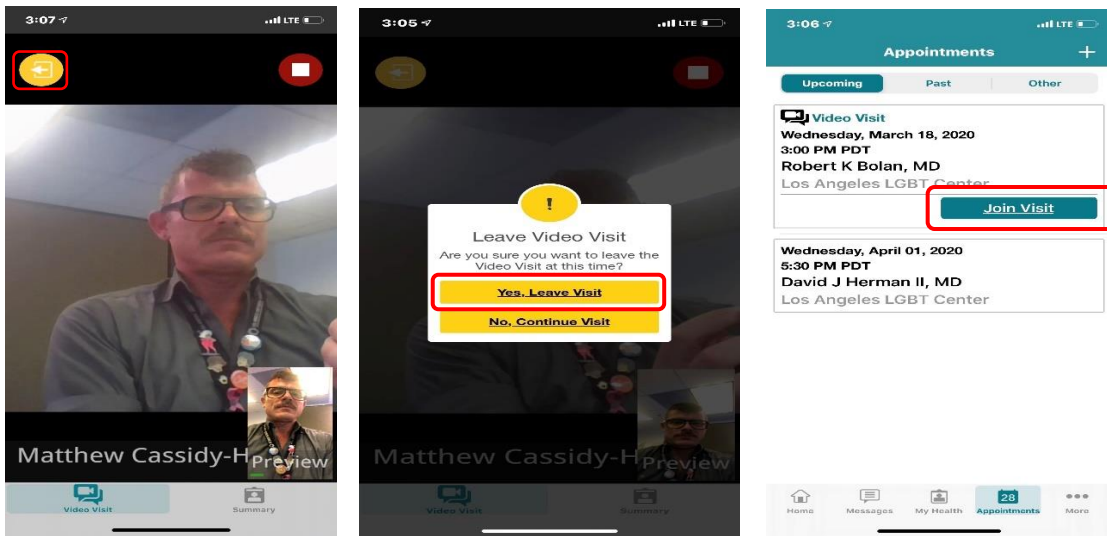 3:07
LTE
Matthew Cassidy-H
Preview
Video Visit
Summary
3:05
LTE
!
Leave Video Visit
Are you sure you want to leave the
Video Visit at this time?
Yes, Leave Visit
No, Continue Visit
Matthew Cassidy-H
Preview
Video Visit
Summary
3:06
LTE
Appointments +
Upcoming Past Other
Video Visit
Wednesday, March 18, 2020
3:00 PM PDT
Robert K Bolan, MD
Los Angeles LGBT Center
Join Visit
Wednesday, April 01, 2020
5:30 PM PDT
David J Herman II, MD
Los Angeles LGBT Center
28
Home Messages My Health Appointments More